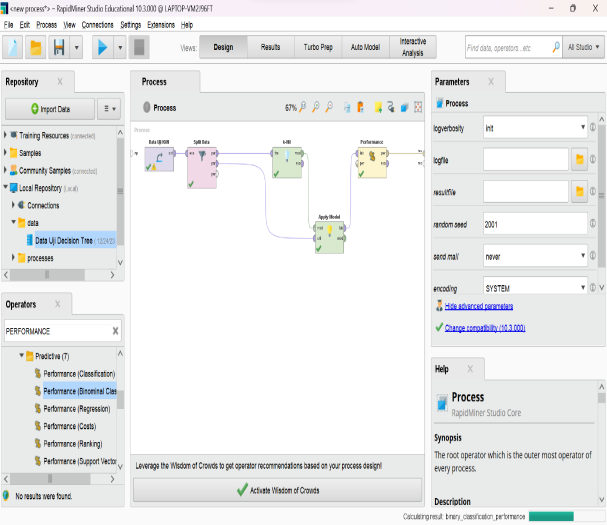 <new process*> – RapidMiner Studio Educational 10.3.000 @ LAPTOP-VM2I96FT
File Edit Process View Connections Settings Extensions Help
Views: Design Results Turbo Prep Auto Model Interactive Analysis
Find data, operators...etc All Studio
Repository
Import Data
Training Resources (connected)
Samples
Community Samples (connected)
Local Repository (Local)
Connections
data
Data Uji Decision Tree (12/24/23
processes
Operators
PERFORMANCE
Predictive (7)
Performance (Classification)
Performance (Binominal Class
Performance (Regression)
Performance (Costs)
Performance (Ranking)
Performance (Support Vector
No results were found.
Process
Process
67%
Process
Split Data
k-NN
Performance
Apply Model
Leverage the Wisdom of Crowds to get operator recommendations based on your process design!
Activate Wisdom of Crowds
Parameters
Process
logverbosity init
logfile
resultfile
random seed 2001
send mail never
encoding SYSTEM
Hide advanced parameters
Change compatibility (10.3.000)
Help
Process
RapidMiner Studio Core
Synopsis
The root operator which is the outer most operator of
every process.
Description
Calculating result: binary_classification_performance